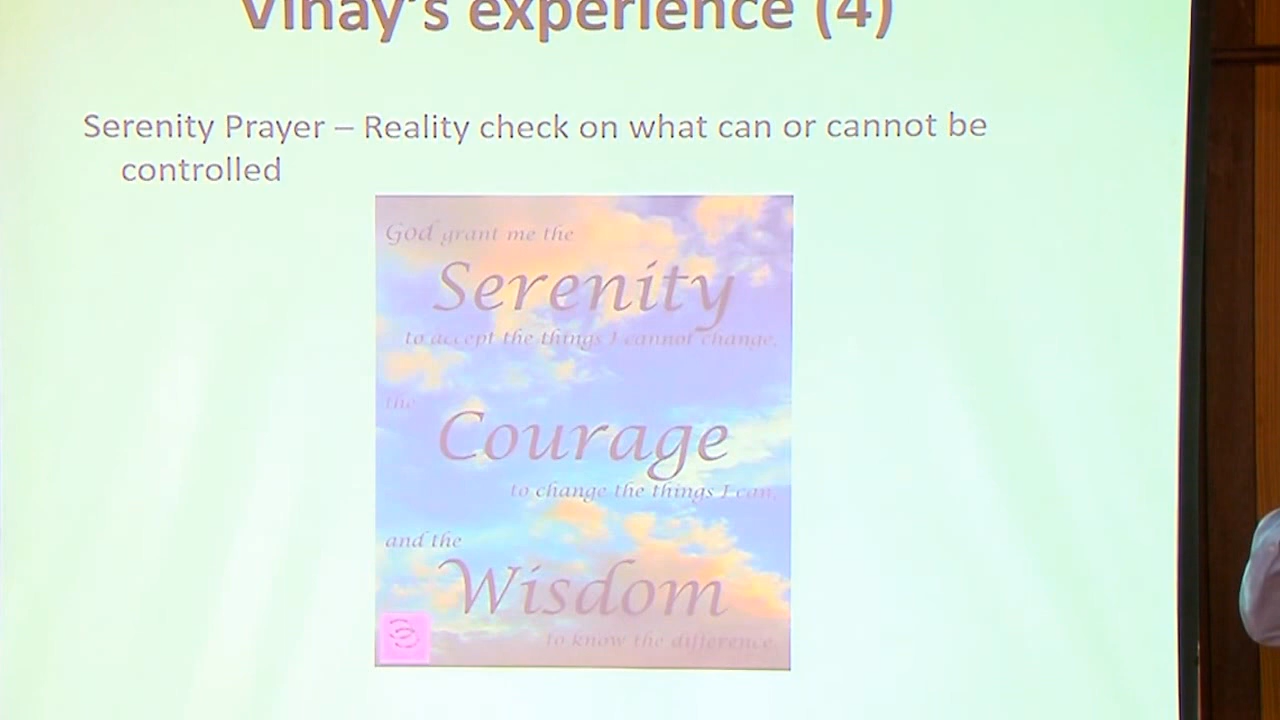 Vinay's experience (4)
Serenity Prayer – Reality check on what can or cannot be
controlled
God grant me the
Serenity
to accept the things I cannot change,
the
Courage
to change the things I can,
and the
Wisdom
to know the difference.